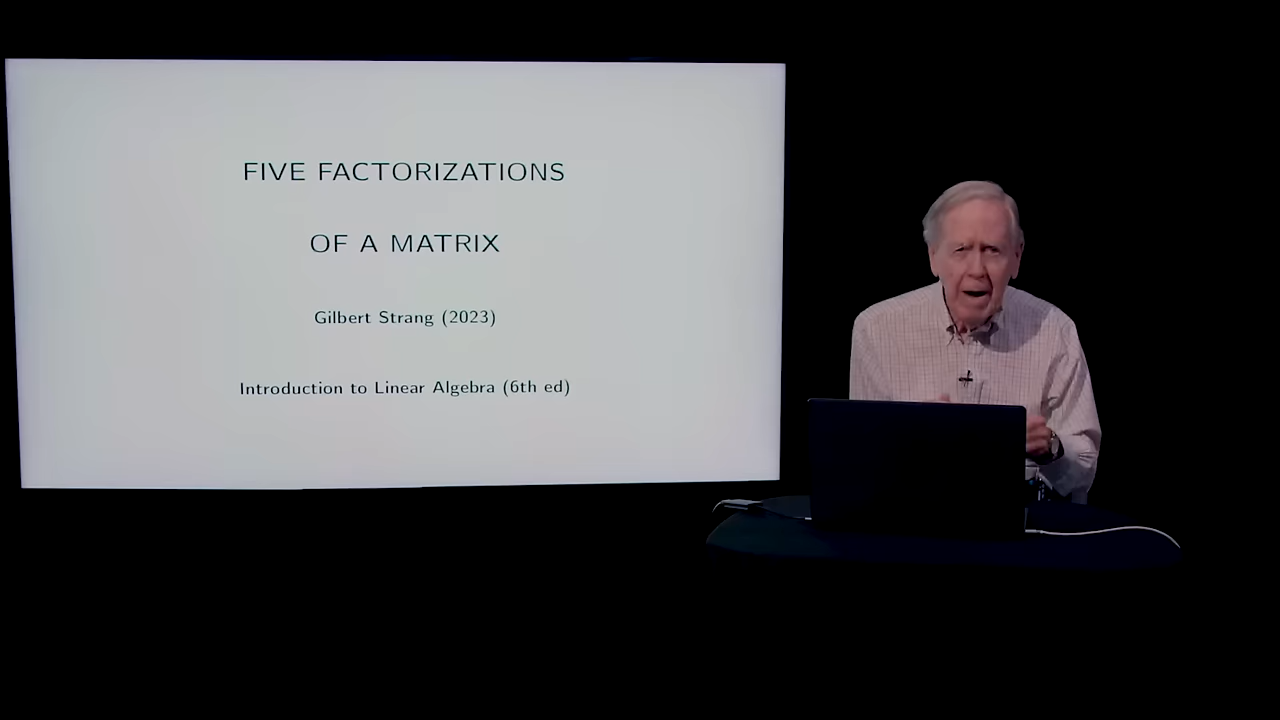 FIVE FACTORIZATIONS
OF A MATRIX
Gilbert Strang (2023)
Introduction to Linear Algebra (6th ed)